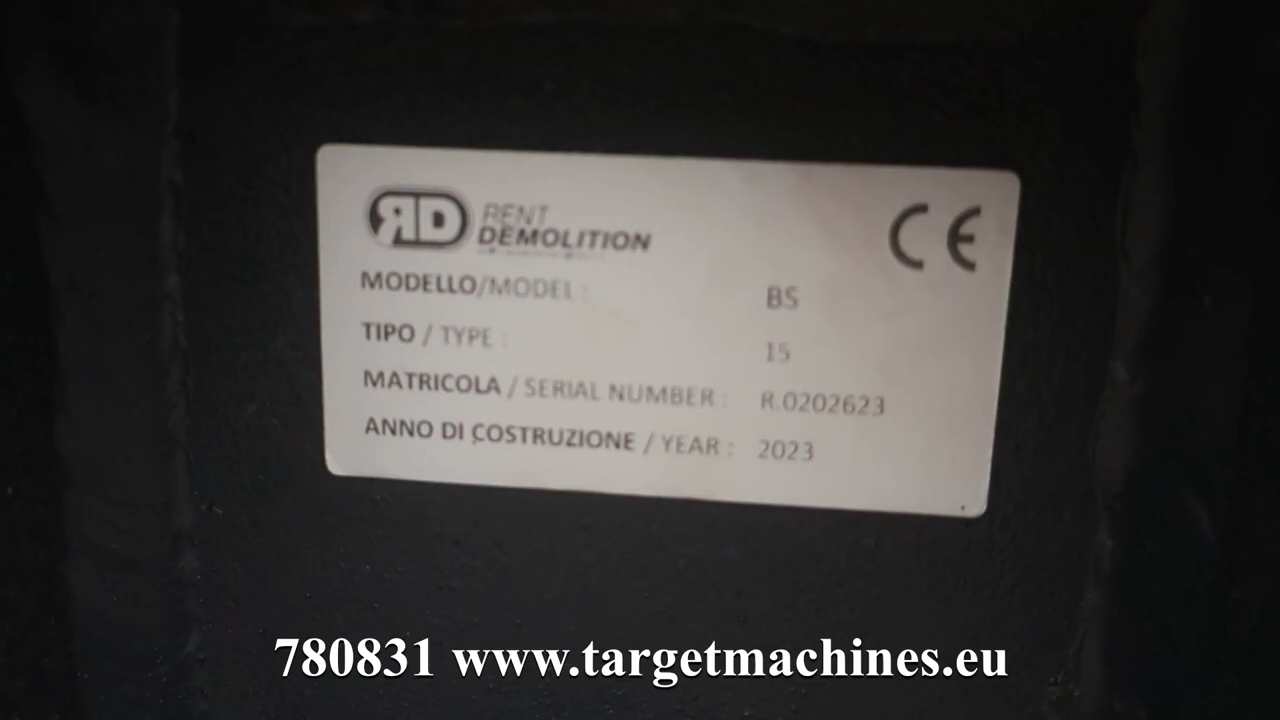 RD RENT
DEMOLITION
CE
MODELLO/MODEL : BS
TIPO / TYPE : 15
MATRICOLA / SERIAL NUMBER : R.0202623
ANNO DI COSTRUZIONE / YEAR : 2023
780831 www.targetmachines.eu